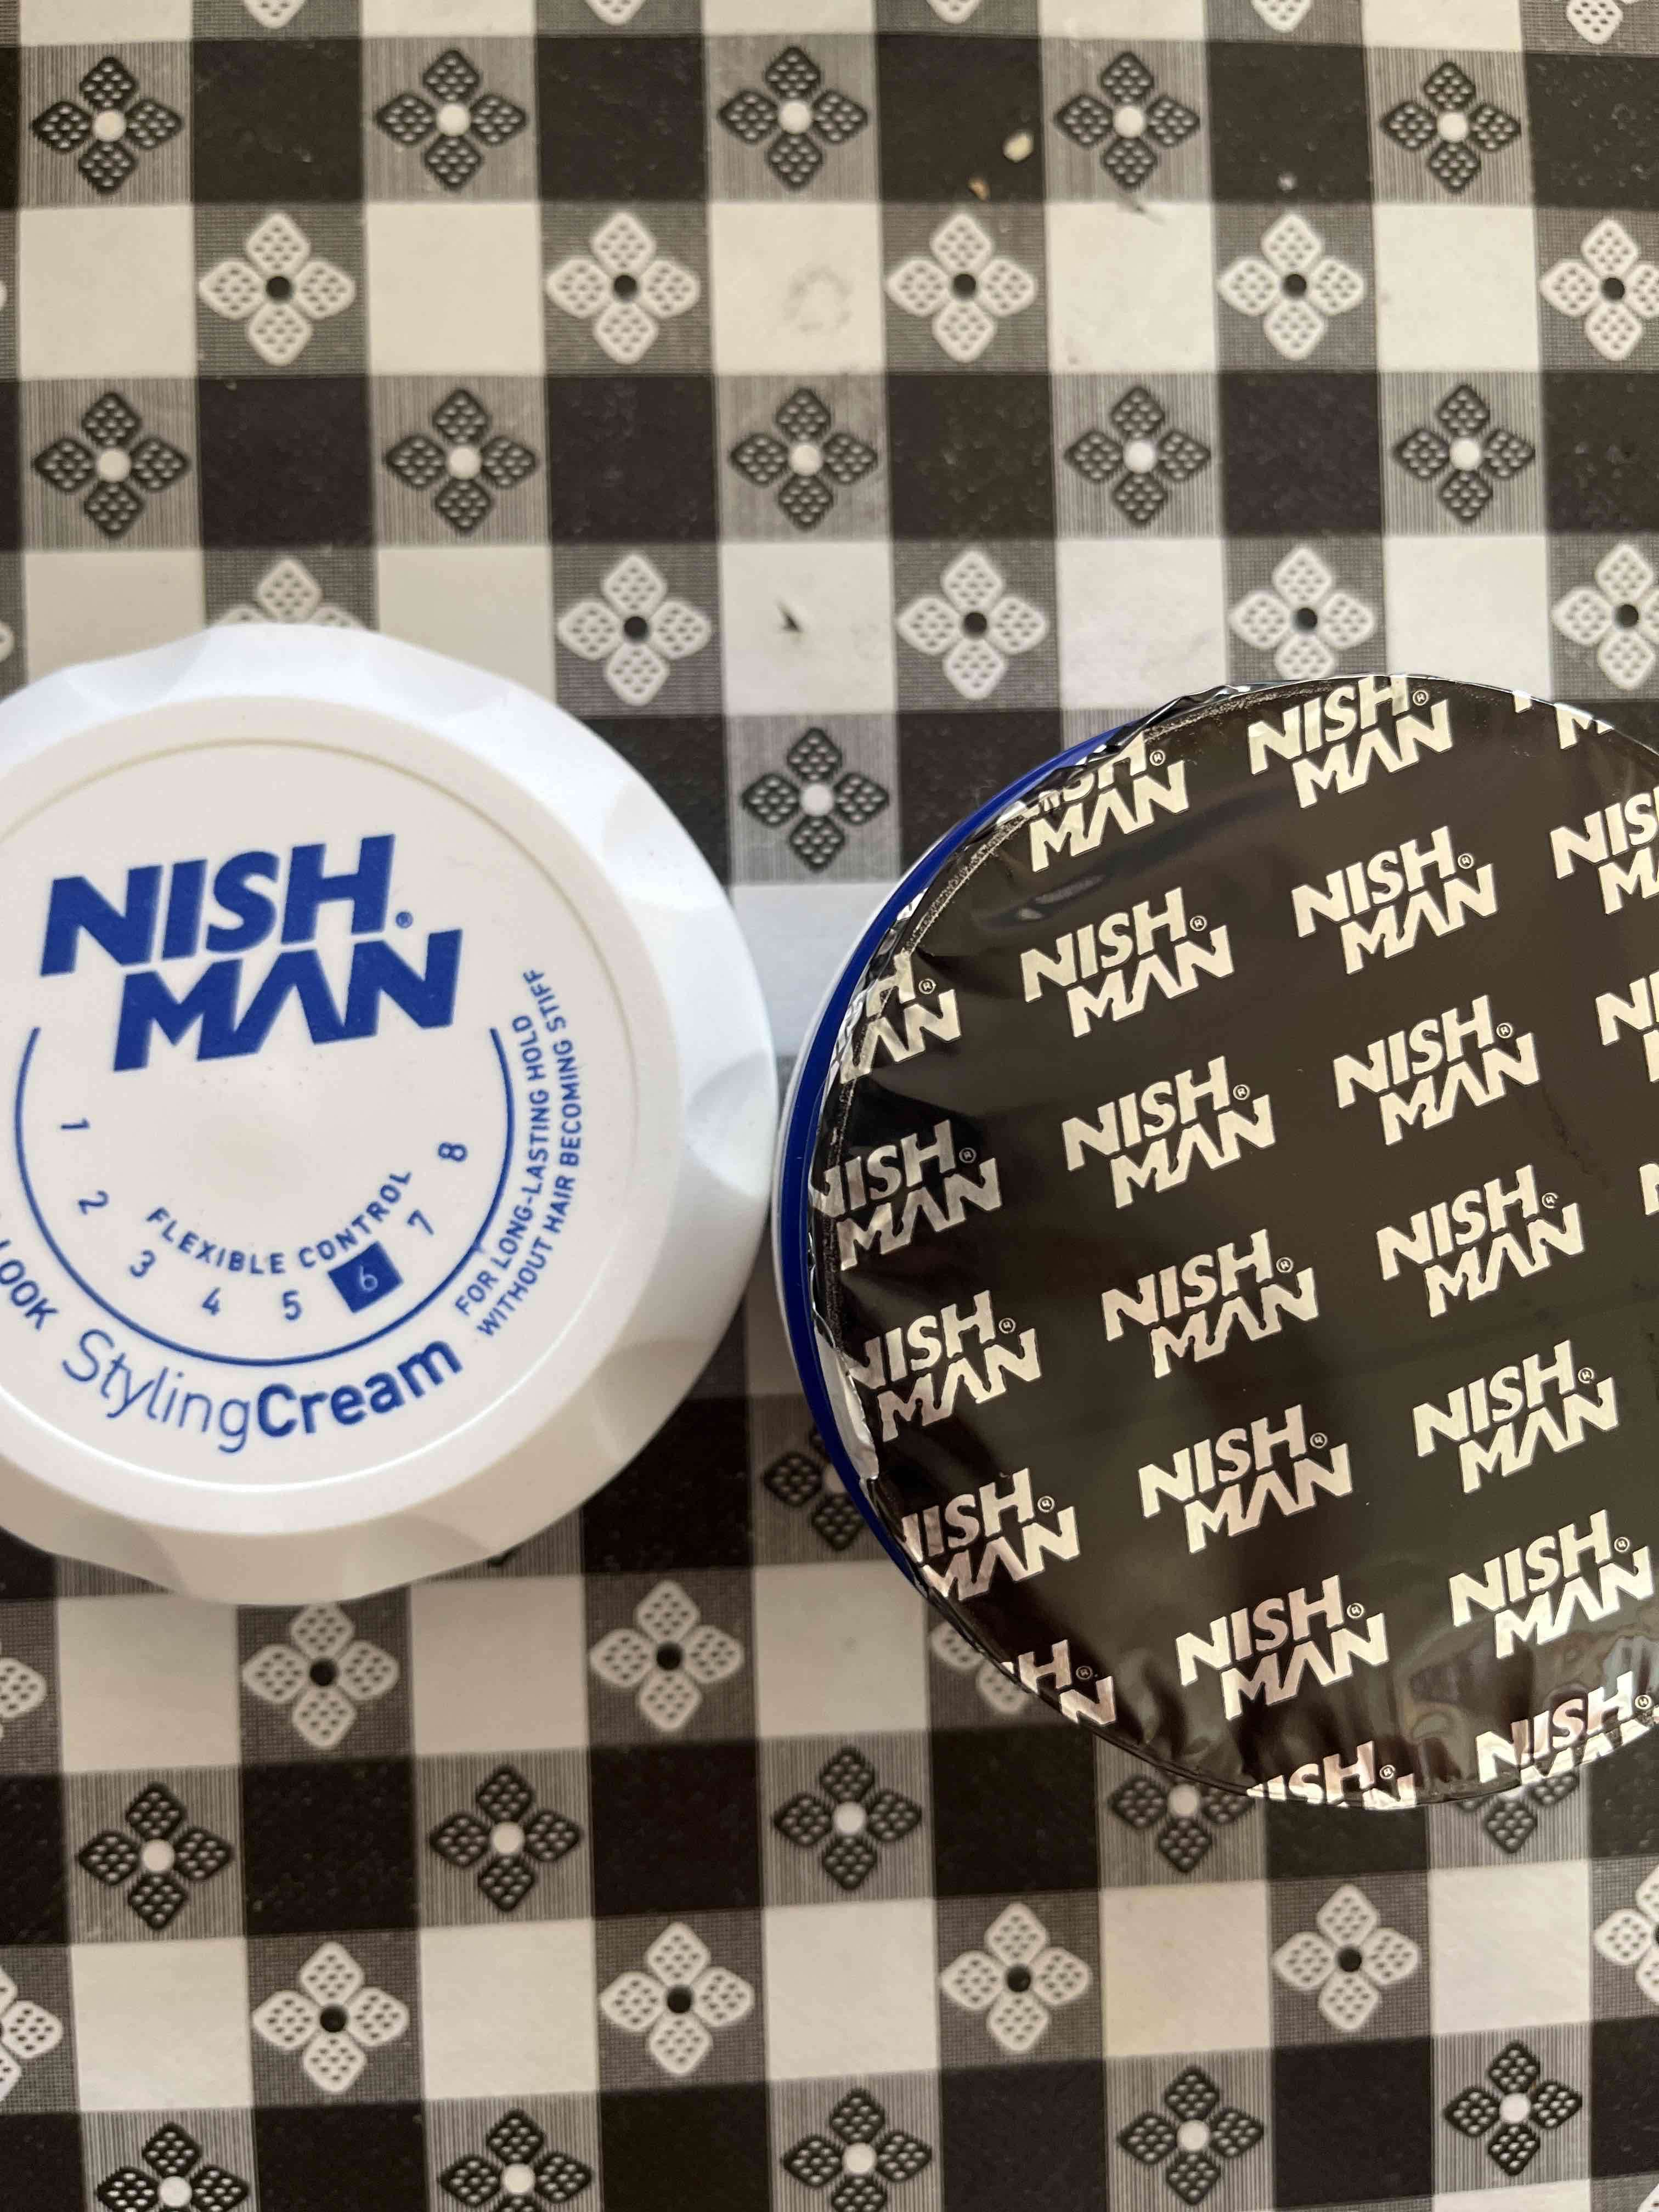 NISH
MAN
®
1 2 3 4 5 6 7 8
FLEXIBLE CONTROL
LOOK
StylingCream
FOR LONG-LASTING HOLD
WITHOUT HAIR BECOMING STIFF
NISH
MAN
®
NISH
MAN
®
NISH
MAN
®
NISH
MAN
®
NISH
MAN
®
NISH
MAN
®
NISH
MAN
®
NISH
MAN
®
NISH
MAN
®
NISH
MAN
®
NISH
MAN
®
NISH
MAN
®